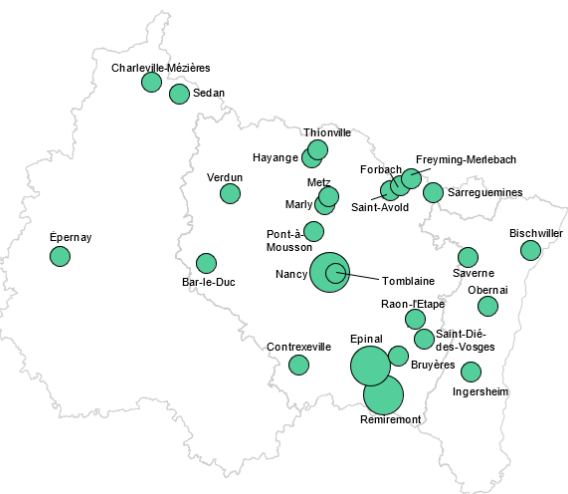 Charleville-Mézières
Sedan
Thionville
Hayange
Forbach
Freyming-Merlebach
Verdun
Metz
Marly
Saint-Avold
Sarreguemines
Épernay
Pont-à-
Mousson
Bischwiller
Nancy
Tomblaine
Bar-le-Duc
Saverne
Obernai
Raon-l'Etape
Contrexeville
Epinal
Saint-Dié-
des-Vosges
Bruyères
Ingersheim
Remiremont